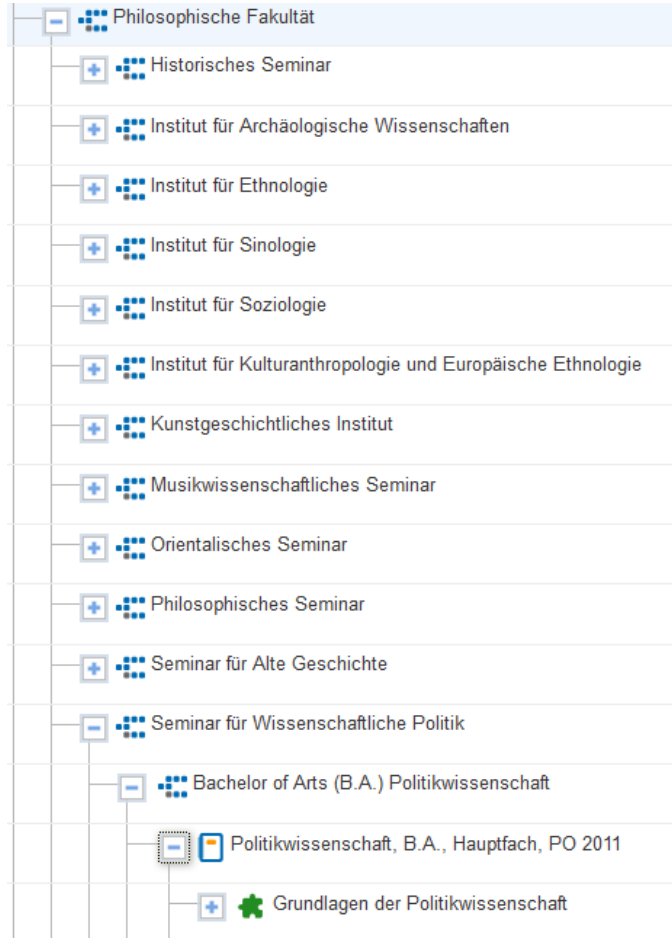 Philosophische Fakultät
Historisches Seminar
Institut für Archäologische Wissenschaften
Institut für Ethnologie
Institut für Sinologie
Institut für Soziologie
Institut für Kulturanthropologie und Europäische Ethnologie
Kunstgeschichtliches Institut
Musikwissenschaftliches Seminar
Orientalisches Seminar
Philosophisches Seminar
Seminar für Alte Geschichte
Seminar für Wissenschaftliche Politik
Bachelor of Arts (B.A.) Politikwissenschaft
Politikwissenschaft, B.A., Hauptfach, PO 2011
Grundlagen der Politikwissenschaft